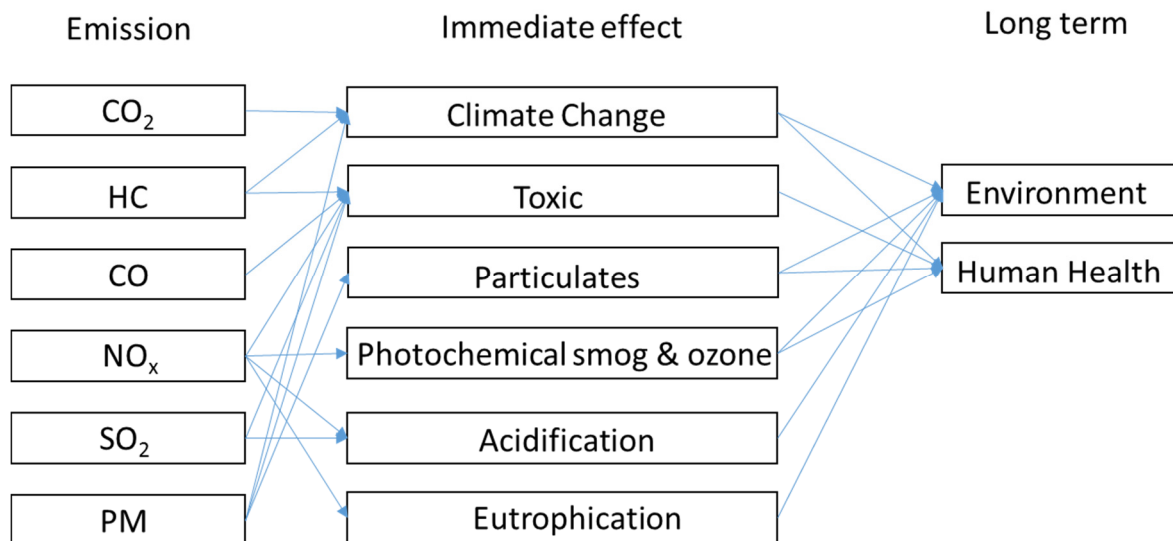 Emission
Immediate effect
Long term
CO₂
Climate Change
HC
Toxic
Environment
CO
Particulates
Human Health
NOₓ
Photochemical smog & ozone
SO₂
Acidification
PM
Eutrophication